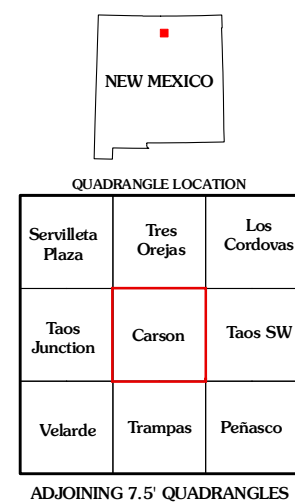 NEW MEXICO
QUADRANGLE LOCATION
Servilleta
Plaza
Tres
Orejas
Los
Cordovas
Taos
Junction
Carson
Taos SW
Velarde
Trampas
Peñasco
ADJOINING 7.5' QUADRANGLES